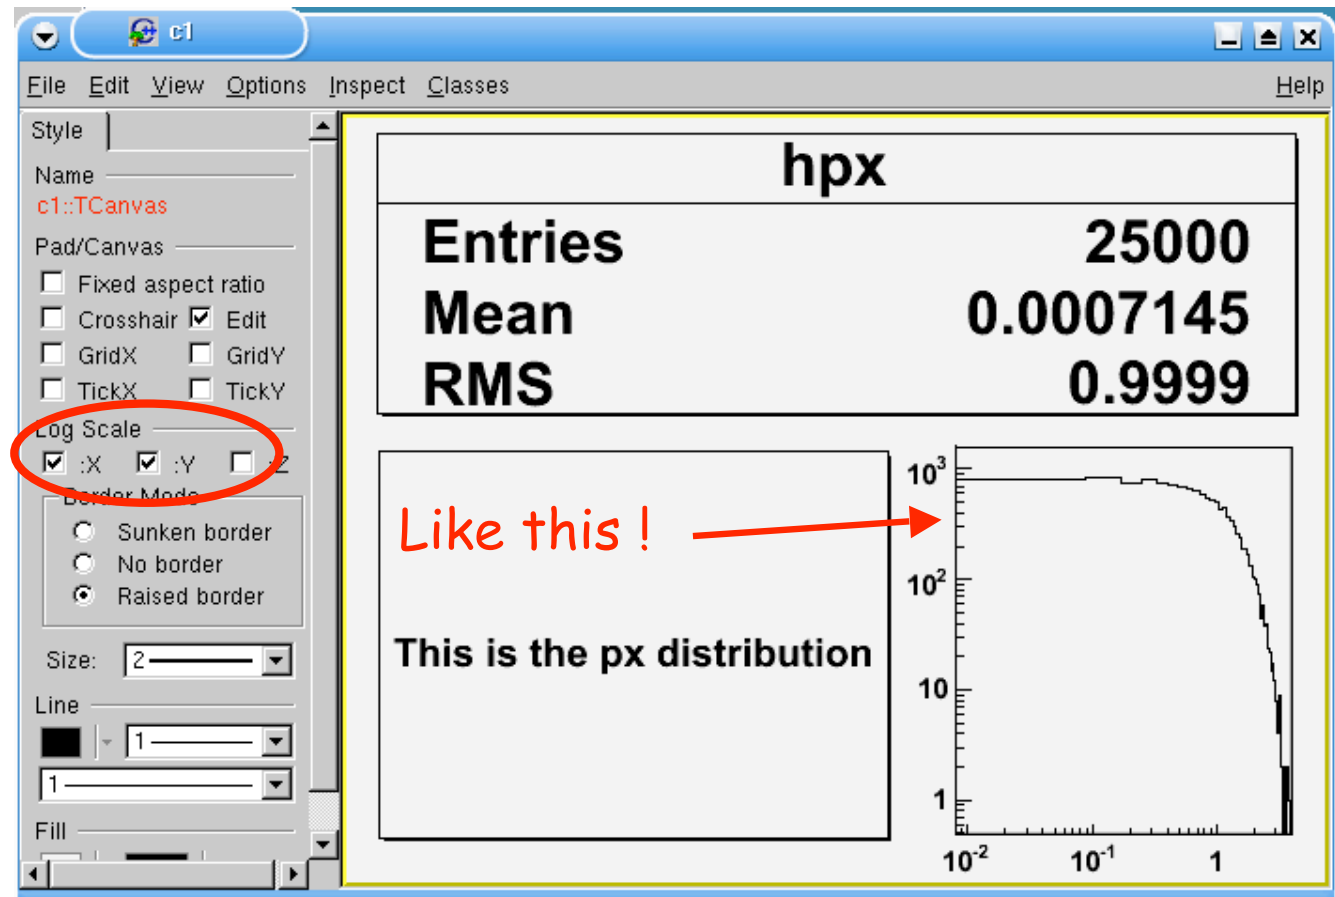 c1
File Edit View Options Inspect Classes Help
Style
Name
c1::TCanvas
Pad/Canvas
Fixed aspect ratio
Crosshair Edit
GridX GridY
TickX TickY
Log Scale
:X :Y :Z
Border Mode
Sunken border
No border
Raised border
Size: 2
Line
1
1
Fill
hpx
Entries 25000
Mean 0.0007145
RMS 0.9999
Like this !
This is the px distribution
10³
10²
10
1
10⁻² 10⁻¹ 1